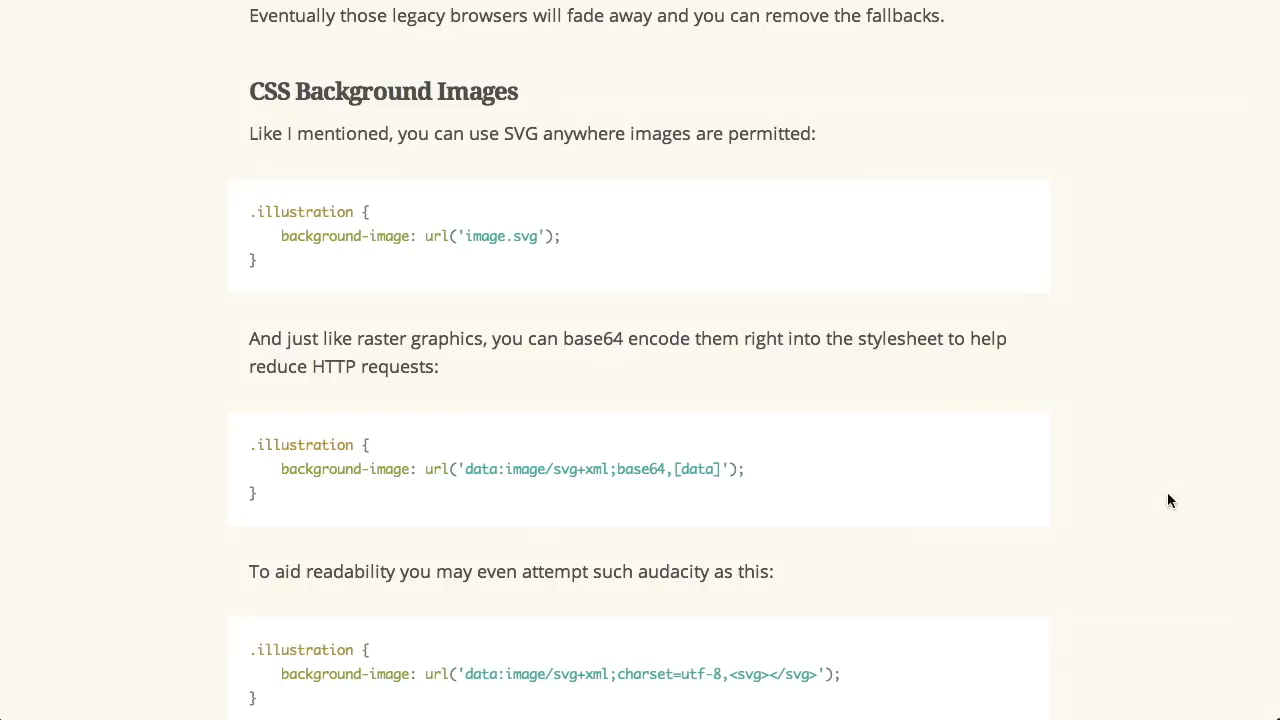 Eventually those legacy browsers will fade away and you can remove the fallbacks.
CSS Background Images
Like I mentioned, you can use SVG anywhere images are permitted:
.illustration {
    background-image: url('image.svg');
}
And just like raster graphics, you can base64 encode them right into the stylesheet to help
reduce HTTP requests:
.illustration {
    background-image: url('data:image/svg+xml;base64,[data]');
}
To aid readability you may even attempt such audacity as this:
.illustration {
    background-image: url('data:image/svg+xml;charset=utf-8,<svg></svg>');
}